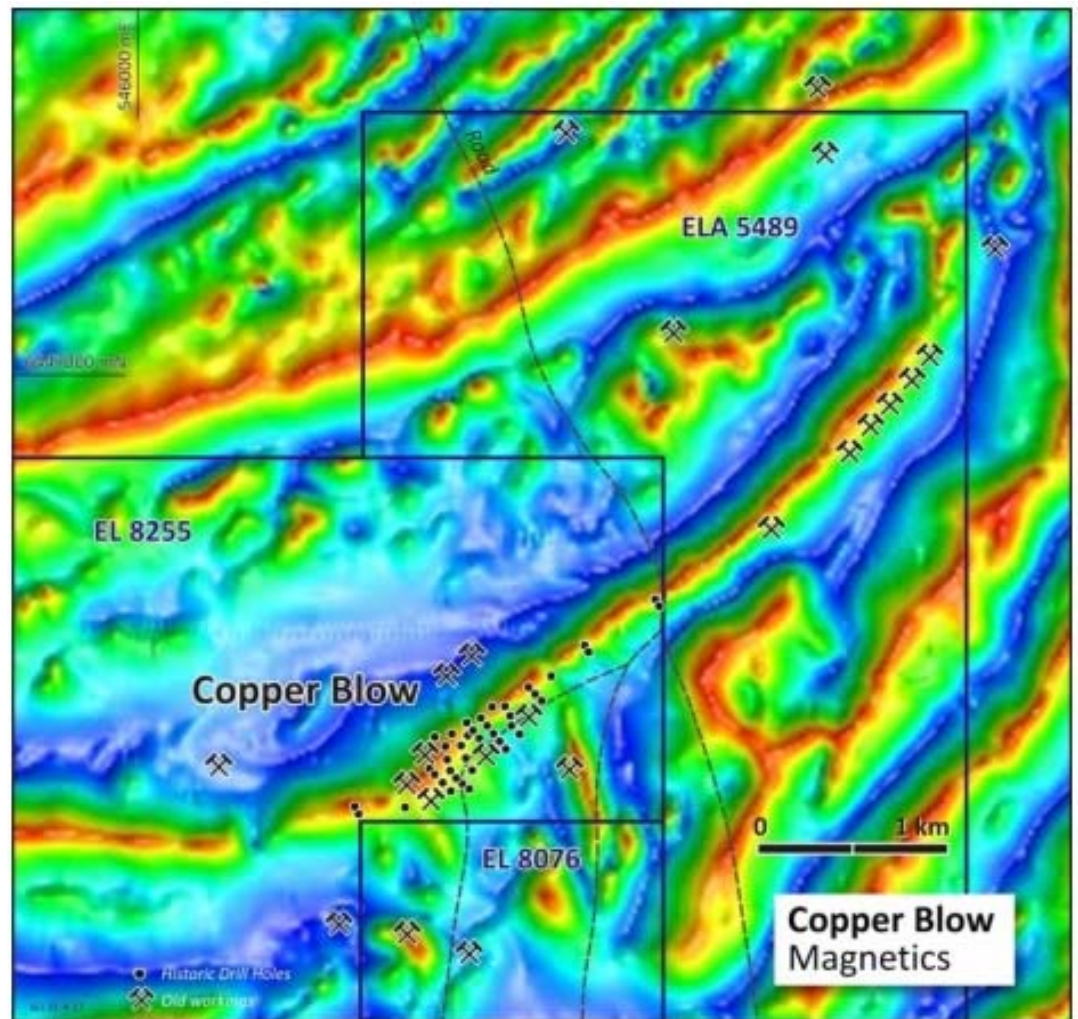 546000 mE
Road
ELA 5489
EL 8255
Copper Blow
0 1 km
EL 8076
Copper Blow
Magnetics
Historic Drill Holes
Old workings